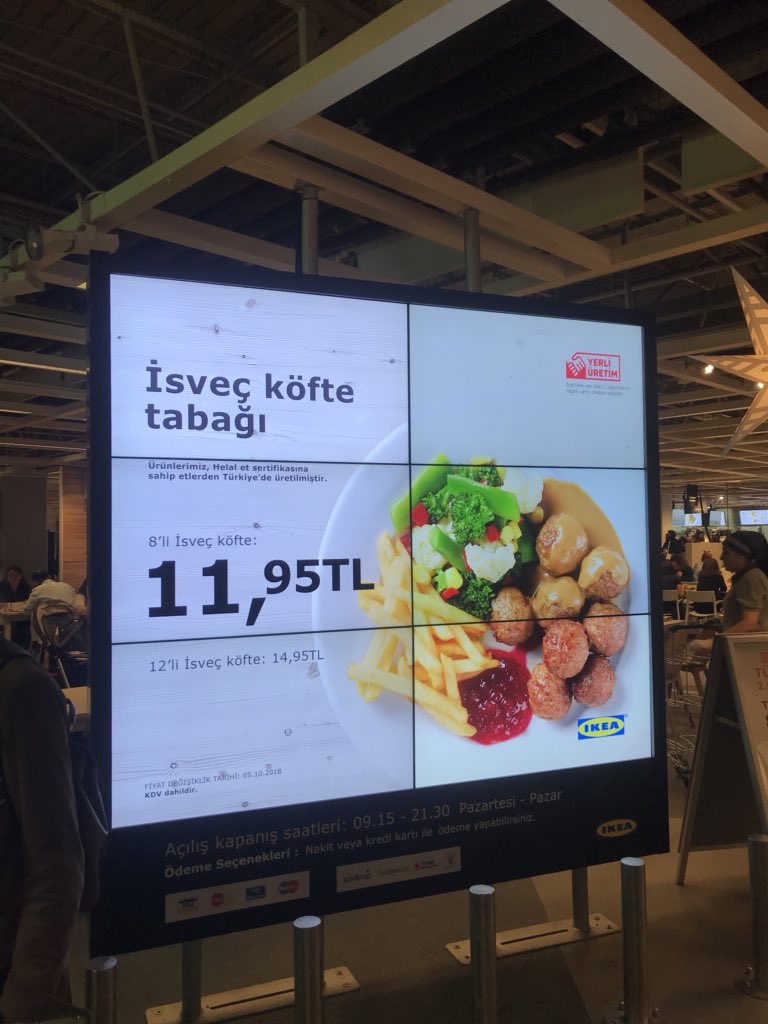 İsveç köfte
tabağı
YERLİ
ÜRETİM
Ürünlerimiz, Helal et sertifikasına
sahip etlerden Türkiye'de üretilmiştir.
8'li İsveç köfte:
11,95TL
12'li İsveç köfte: 14,95TL
IKEA
FİYAT DEĞİŞİKLİK TARİHİ: 05.10.2018
KDV dahildir.
Açılış kapanış saatleri: 09.15 - 21.30 Pazartesi - Pazar
Ödeme Seçenekleri : Nakit veya kredi kartı ile ödeme yapabilirsiniz.
IKEA
sodexo